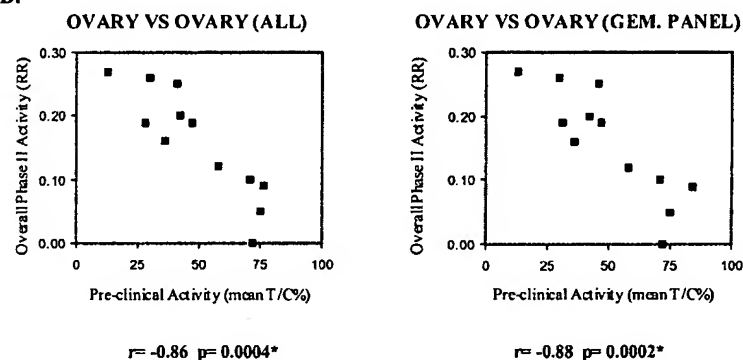 B.
OVARY VS OVARY (ALL)
Overall Phase II Activity (RR)
0.30
0.20
0.10
0.00
0 25 50 75 100
Pre-clinical Activity (mean T/C%)
r= -0.86 p= 0.0004*
OVARY VS OVARY (GEM. PANEL)
Overall Phase II Activity (RR)
0.30
0.20
0.10
0.00
0 25 50 75 100
Pre-clinical Activity (mean T/C%)
r= -0.88 p= 0.0002*